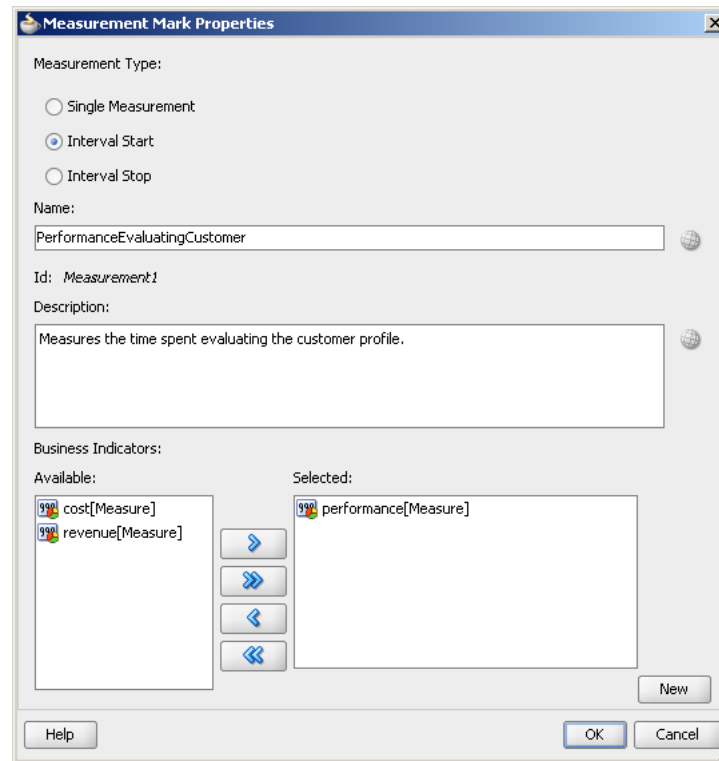 Measurement Mark Properties
Measurement Type:
Single Measurement
Interval Start
Interval Stop
Name:
PerformanceEvaluatingCustomer
Id: Measurement1
Description:
Measures the time spent evaluating the customer profile.
Business Indicators:
Available:
Selected:
cost[Measure]
revenue[Measure]
performance[Measure]
New
Help
OK
Cancel